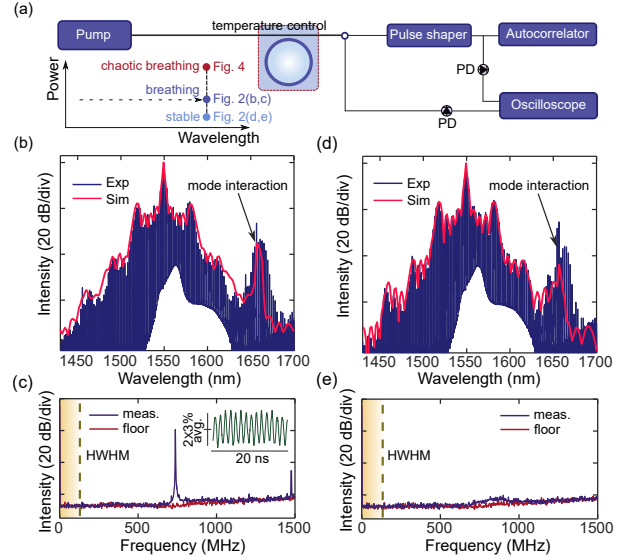 (a)
Pump
temperature control
Pulse shaper
Autocorrelator
PD
Oscilloscope
PD
Power
chaotic breathing
Fig. 4
breathing
Fig. 2(b,c)
stable
Fig. 2(d,e)
Wavelength
(b)
Exp
Sim
mode interaction
Intensity (20 dB/div)
1450 1500 1550 1600 1650 1700
Wavelength (nm)
(d)
Exp
Sim
mode interaction
Intensity (20 dB/div)
1450 1500 1550 1600 1650 1700
Wavelength (nm)
(c)
meas.
floor
HWHM
2x3%
avg.
20 ns
Intensity (20 dB/div)
0 500 1000 1500
Frequency (MHz)
(e)
meas.
floor
HWHM
Intensity (20 dB/div)
0 500 1000 1500
Frequency (MHz)